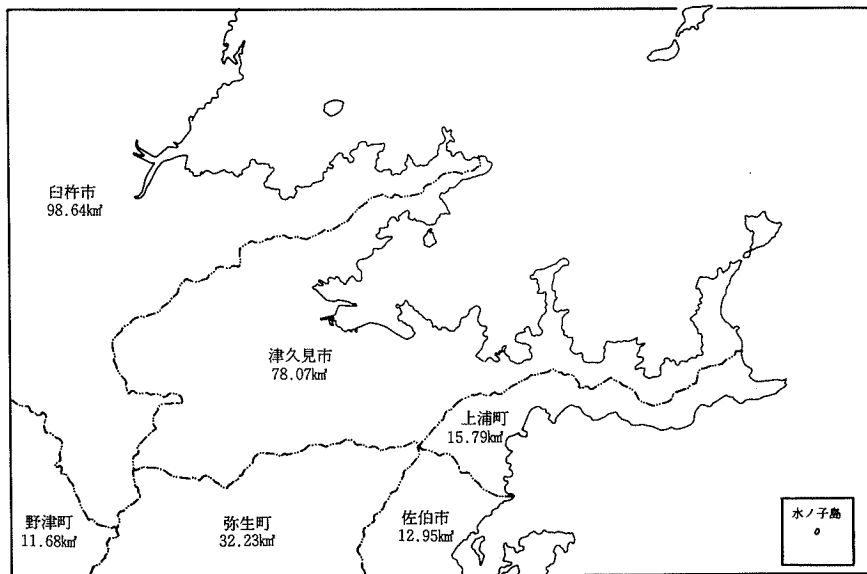 臼杵市
98.64k㎡
津久見市
78.07k㎡
上浦町
15.79k㎡
野津町
11.68k㎡
弥生町
32.23k㎡
佐伯市
12.95k㎡
水ノ子島